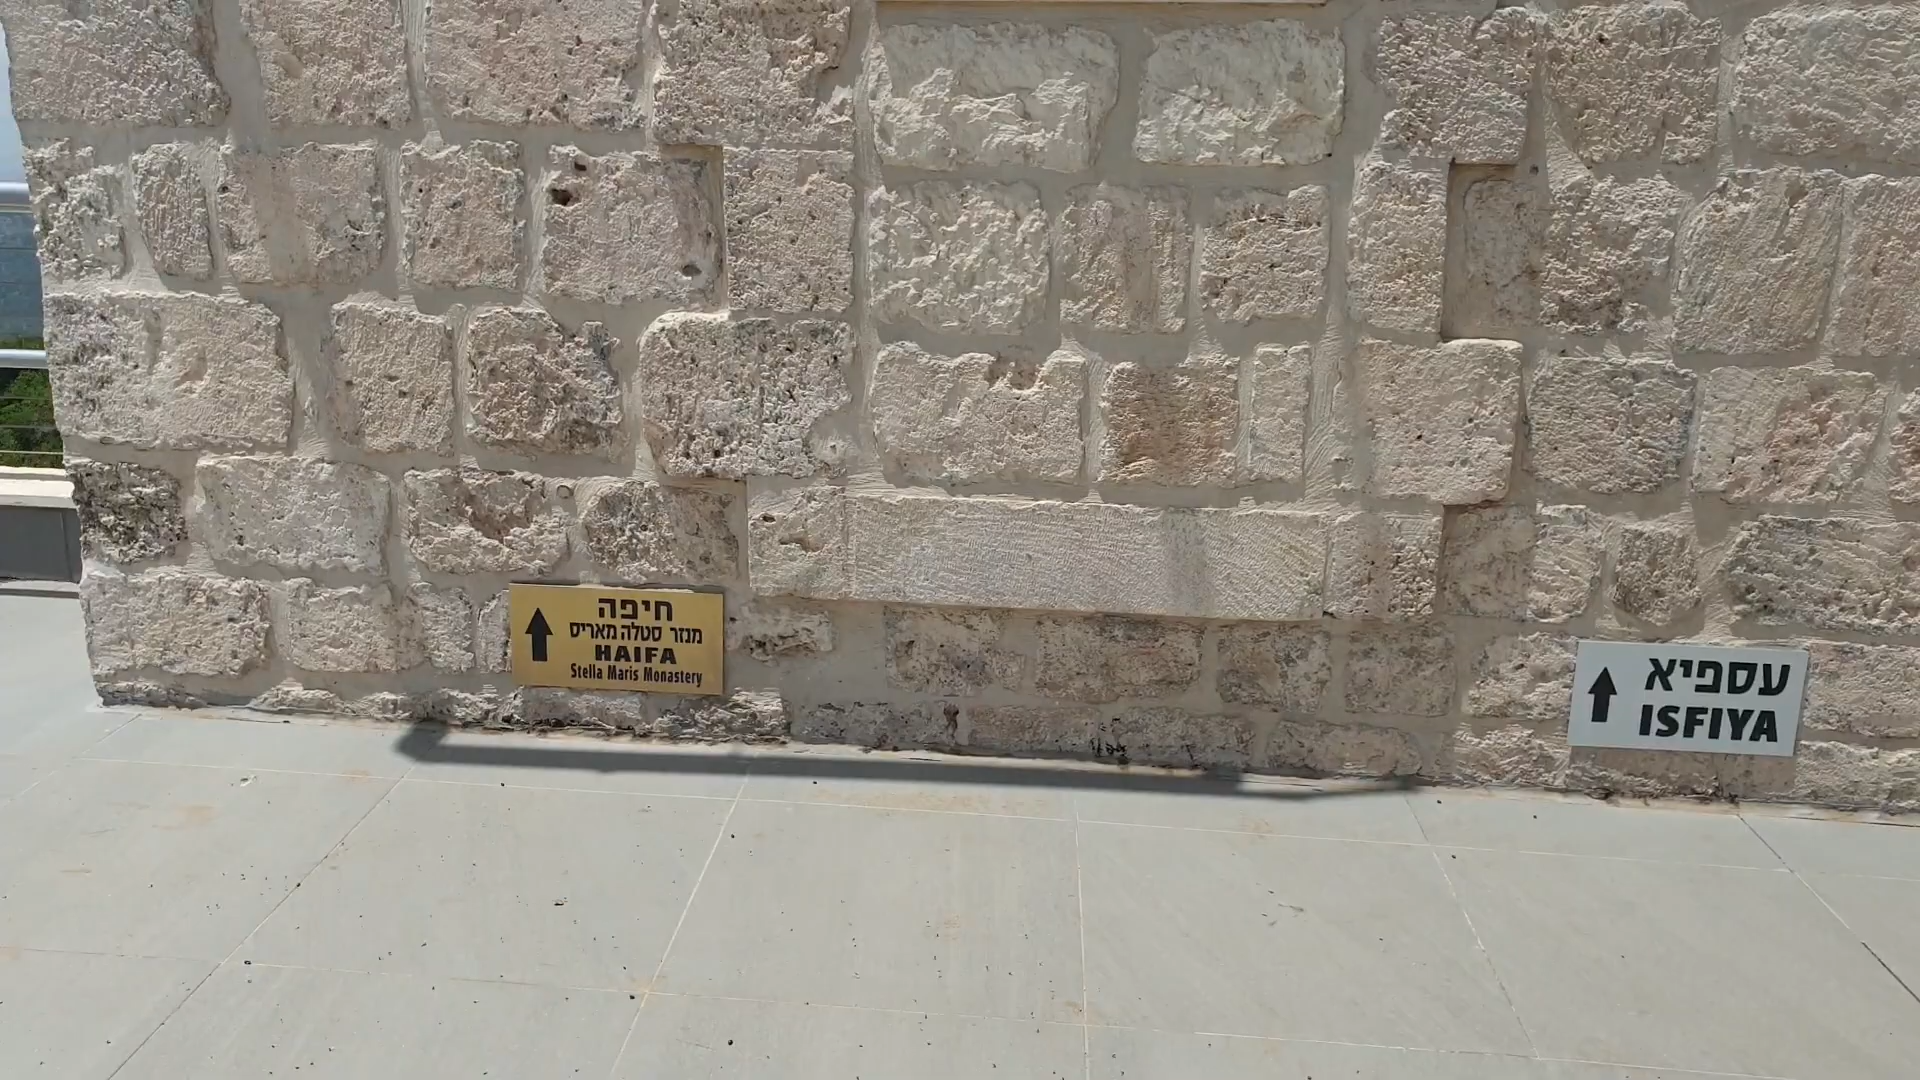 חיפה
מנזר סטלה מאריס
HAIFA
Stella Maris Monastery
עספיא
ISFIYA